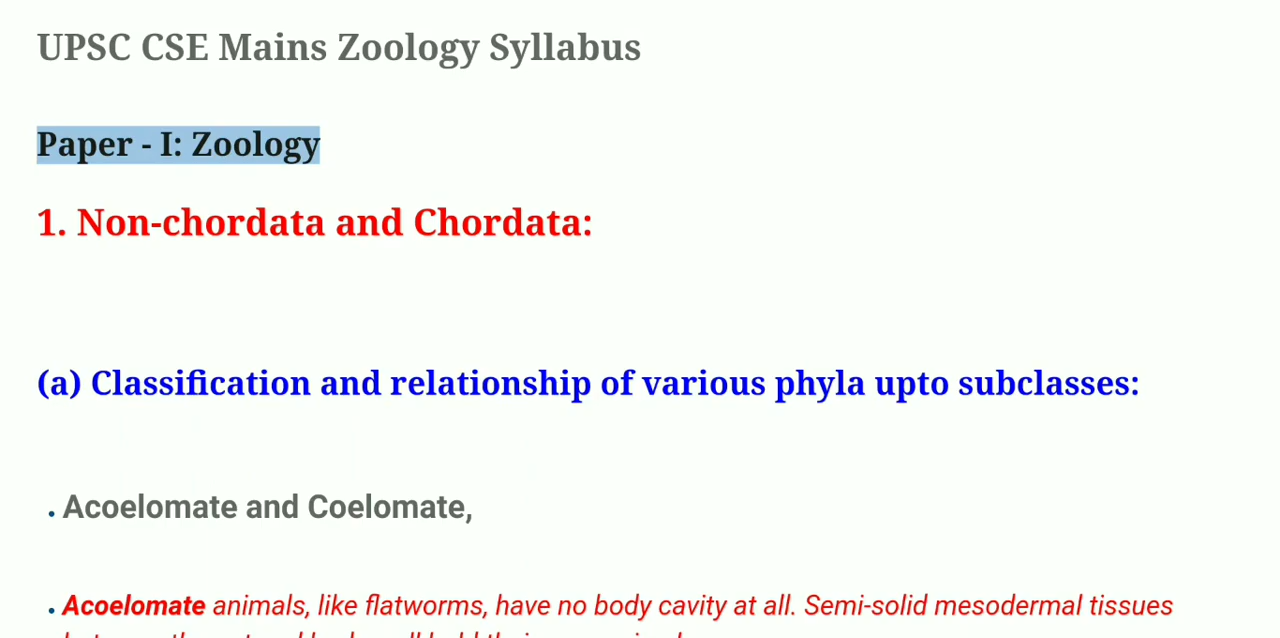 UPSC CSE Mains Zoology Syllabus
Paper - I: Zoology
1. Non-chordata and Chordata:
(a) Classification and relationship of various phyla upto subclasses:
• Acoelomate and Coelomate,
• Acoelomate animals, like flatworms, have no body cavity at all. Semi-solid mesodermal tissues